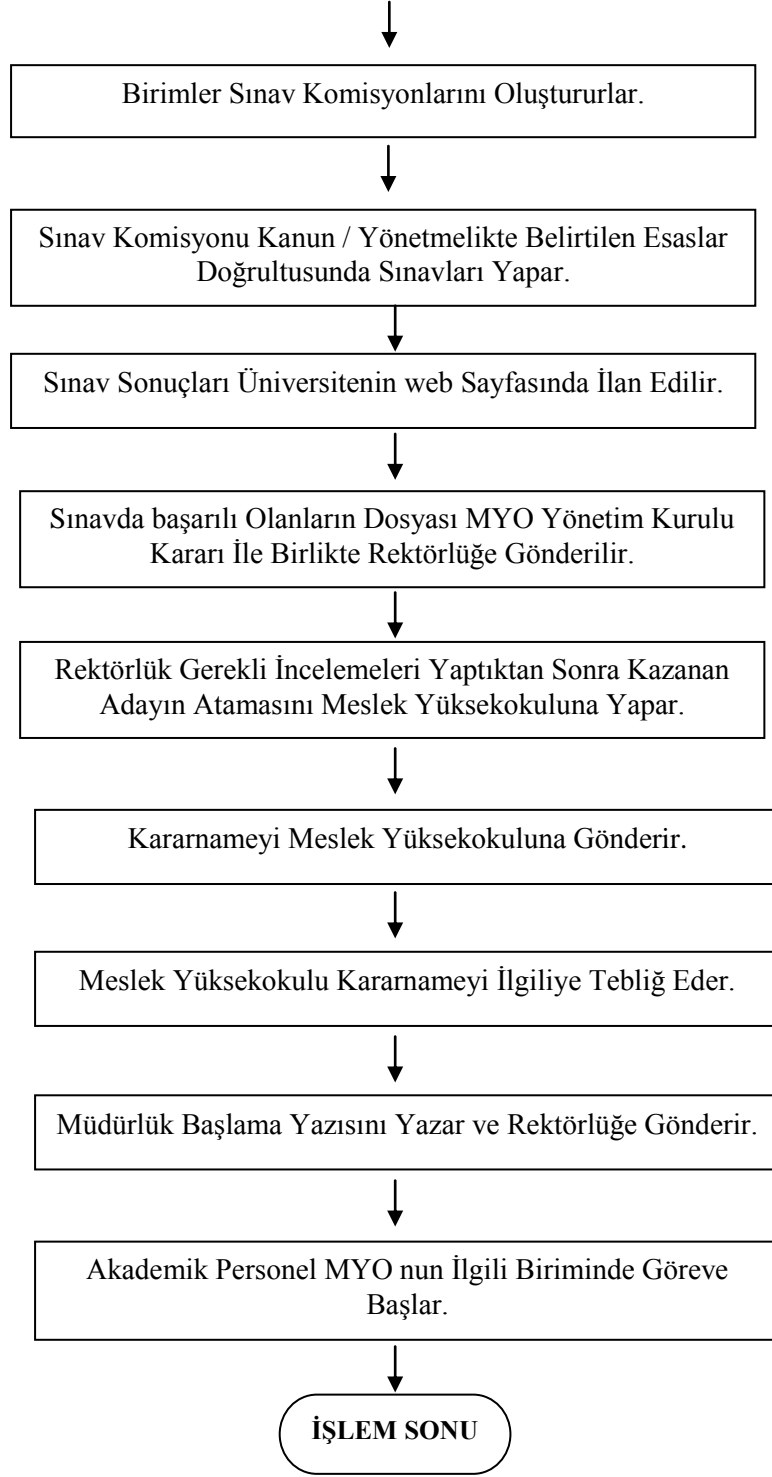 Birimler Sınav Komisyonlarını Oluştururlar.
Sınav Komisyonu Kanun / Yönetmelikte Belirtilen Esaslar
Doğrultusunda Sınavları Yapar.
Sınav Sonuçları Üniversitenin web Sayfasında İlan Edilir.
Sınavda başarılı Olanların Dosyası MYO Yönetim Kurulu
Kararı İle Birlikte Rektörlüğe Gönderilir.
Rektörlük Gerekli İncelemeleri Yaptıktan Sonra Kazanan
Adayın Atamasını Meslek Yüksekokuluna Yapar.
Kararnameyi Meslek Yüksekokuluna Gönderir.
Meslek Yüksekokulu Kararnameyi İlgiliye Tebliğ Eder.
Müdürlük Başlama Yazısını Yazar ve Rektörlüğe Gönderir.
Akademik Personel MYO nun İlgili Biriminde Göreve
Başlar.
İŞLEM SONU